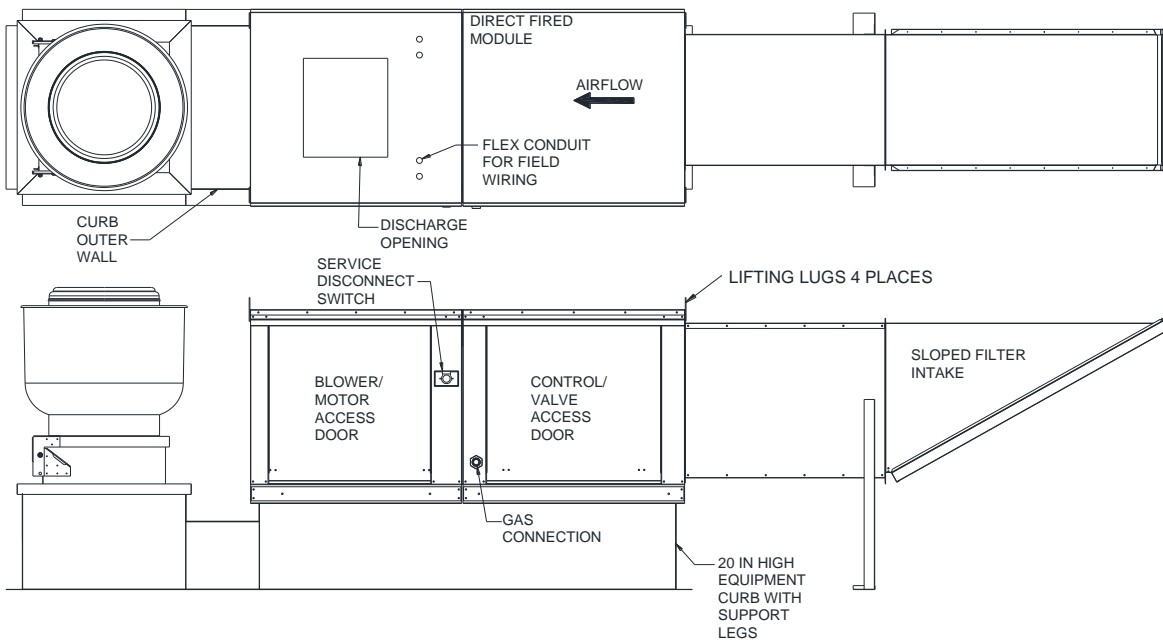 DIRECT FIRED
MODULE
AIRFLOW
FLEX CONDUIT
FOR FIELD
WIRING
CURB
OUTER
WALL
DISCHARGE
OPENING
SERVICE
DISCONNECT
SWITCH
LIFTING LUGS 4 PLACES
BLOWER/
MOTOR
ACCESS
DOOR
CONTROL/
VALVE
ACCESS
DOOR
SLOPED FILTER
INTAKE
GAS
CONNECTION
20 IN HIGH
EQUIPMENT
CURB WITH
SUPPORT
LEGS